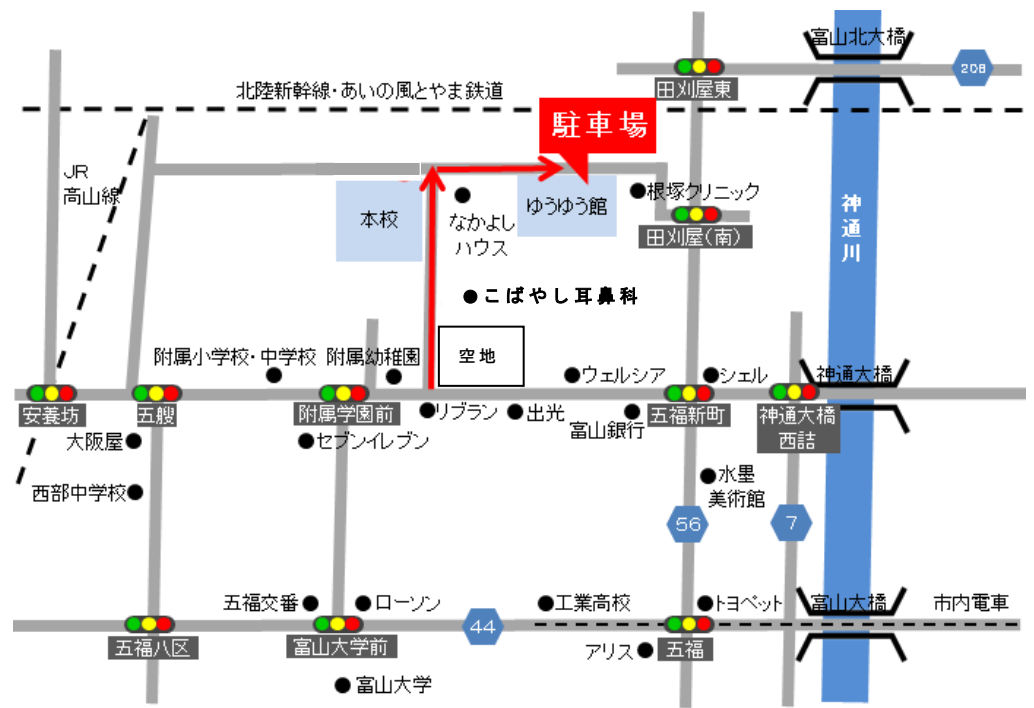 富山北大橋
208
田刈屋東
北陸新幹線・あいの風とやま鉄道
駐車場
JR
高山線
本校
なかよし
ハウス
ゆうゆう館
根塚クリニック
田刈屋(南)
神通川
こばやし耳鼻科
空地
附属小学校・中学校
附属幼稚園
ウェルシア
シェル
神通大橋
安養坊
五艘
附属学園前
リブラン
出光
富山銀行
五福新町
神通大橋
西詰
大阪屋
セブンイレブン
西部中学校
水墨
美術館
56
7
五福交番
ローソン
工業高校
トヨペット
富山大橋
市内電車
44
五福八区
富山大学前
アリス
五福
富山大学